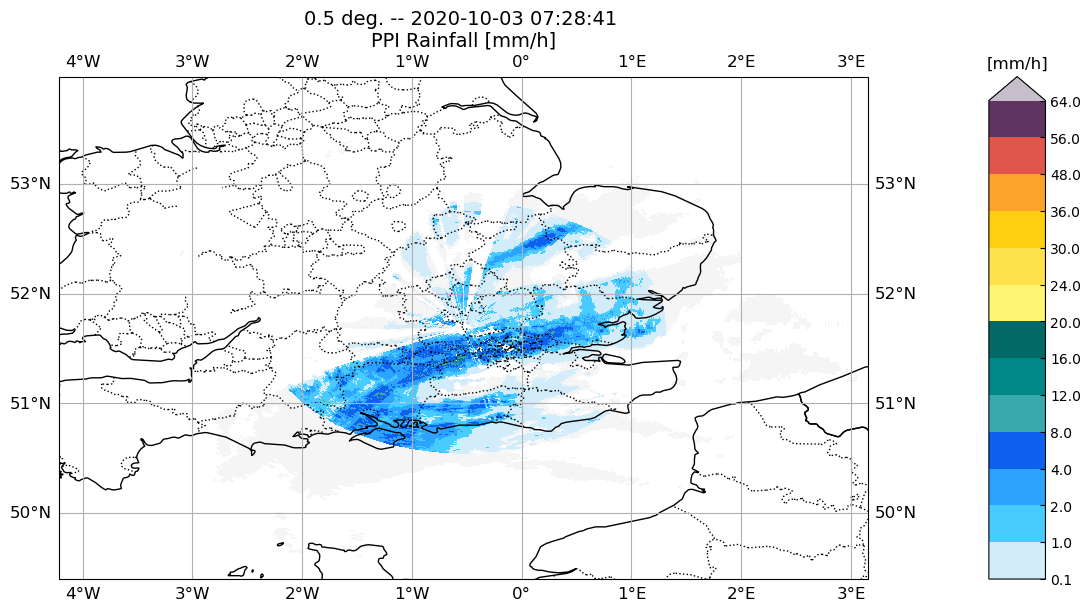 0.5 deg. -- 2020-10-03 07:28:41
PPI Rainfall [mm/h]
4°W 3°W 2°W 1°W 0° 1°E 2°E 3°E
[mm/h]
64.0
56.0
48.0
36.0
30.0
24.0
20.0
16.0
12.0
8.0
4.0
2.0
1.0
0.1
53°N 53°N
52°N 52°N
51°N 51°N
50°N 50°N
4°W 3°W 2°W 1°W 0° 1°E 2°E 3°E